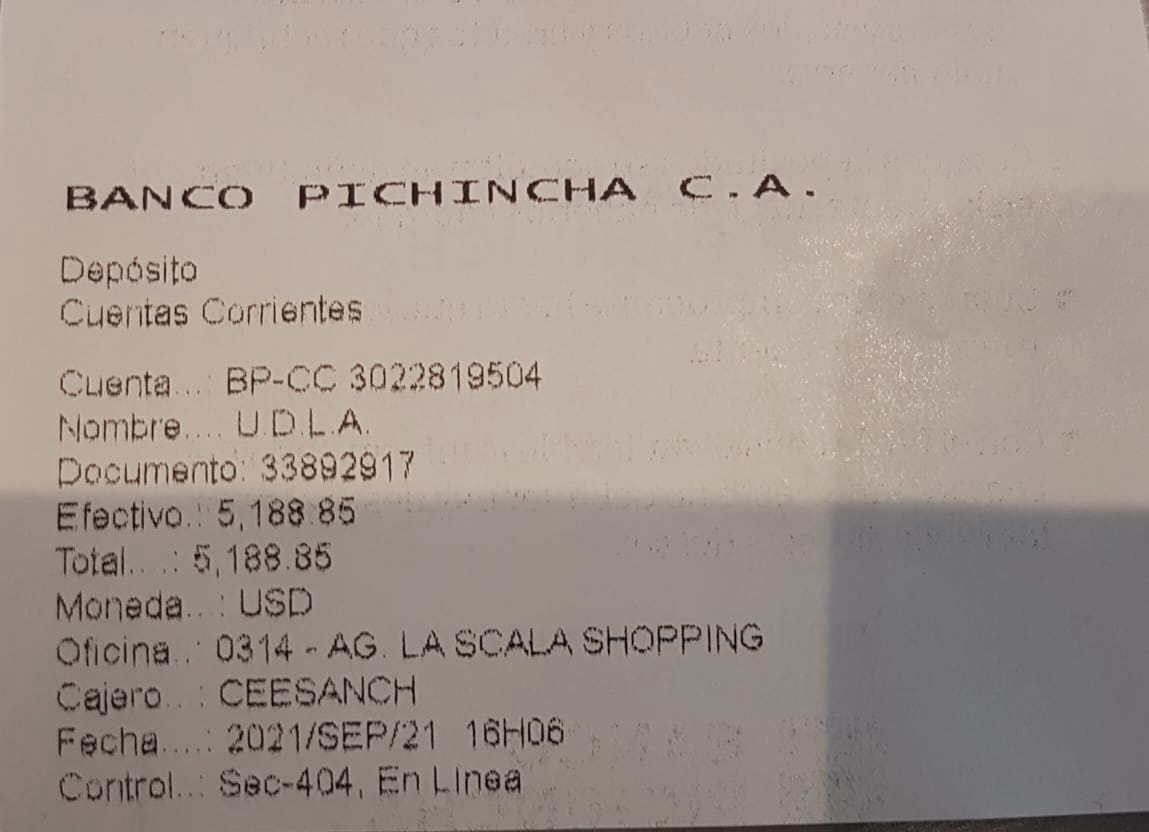 BANCO PICHINCHA C.A.
Depósito
Cuentas Corrientes
Cuenta...: BP-CC 3022819504
Nombre.... U.D.L.A.
Documento: 33892917
Efectivo.: 5,188.85
Total....: 5,188.85
Moneda...: USD
Oficina..: 0314 - AG. LA SCALA SHOPPING
Cajero...: CEESANCH
Fecha....: 2021/SEP/21 16H06
Control..: Sec-404, En Linea